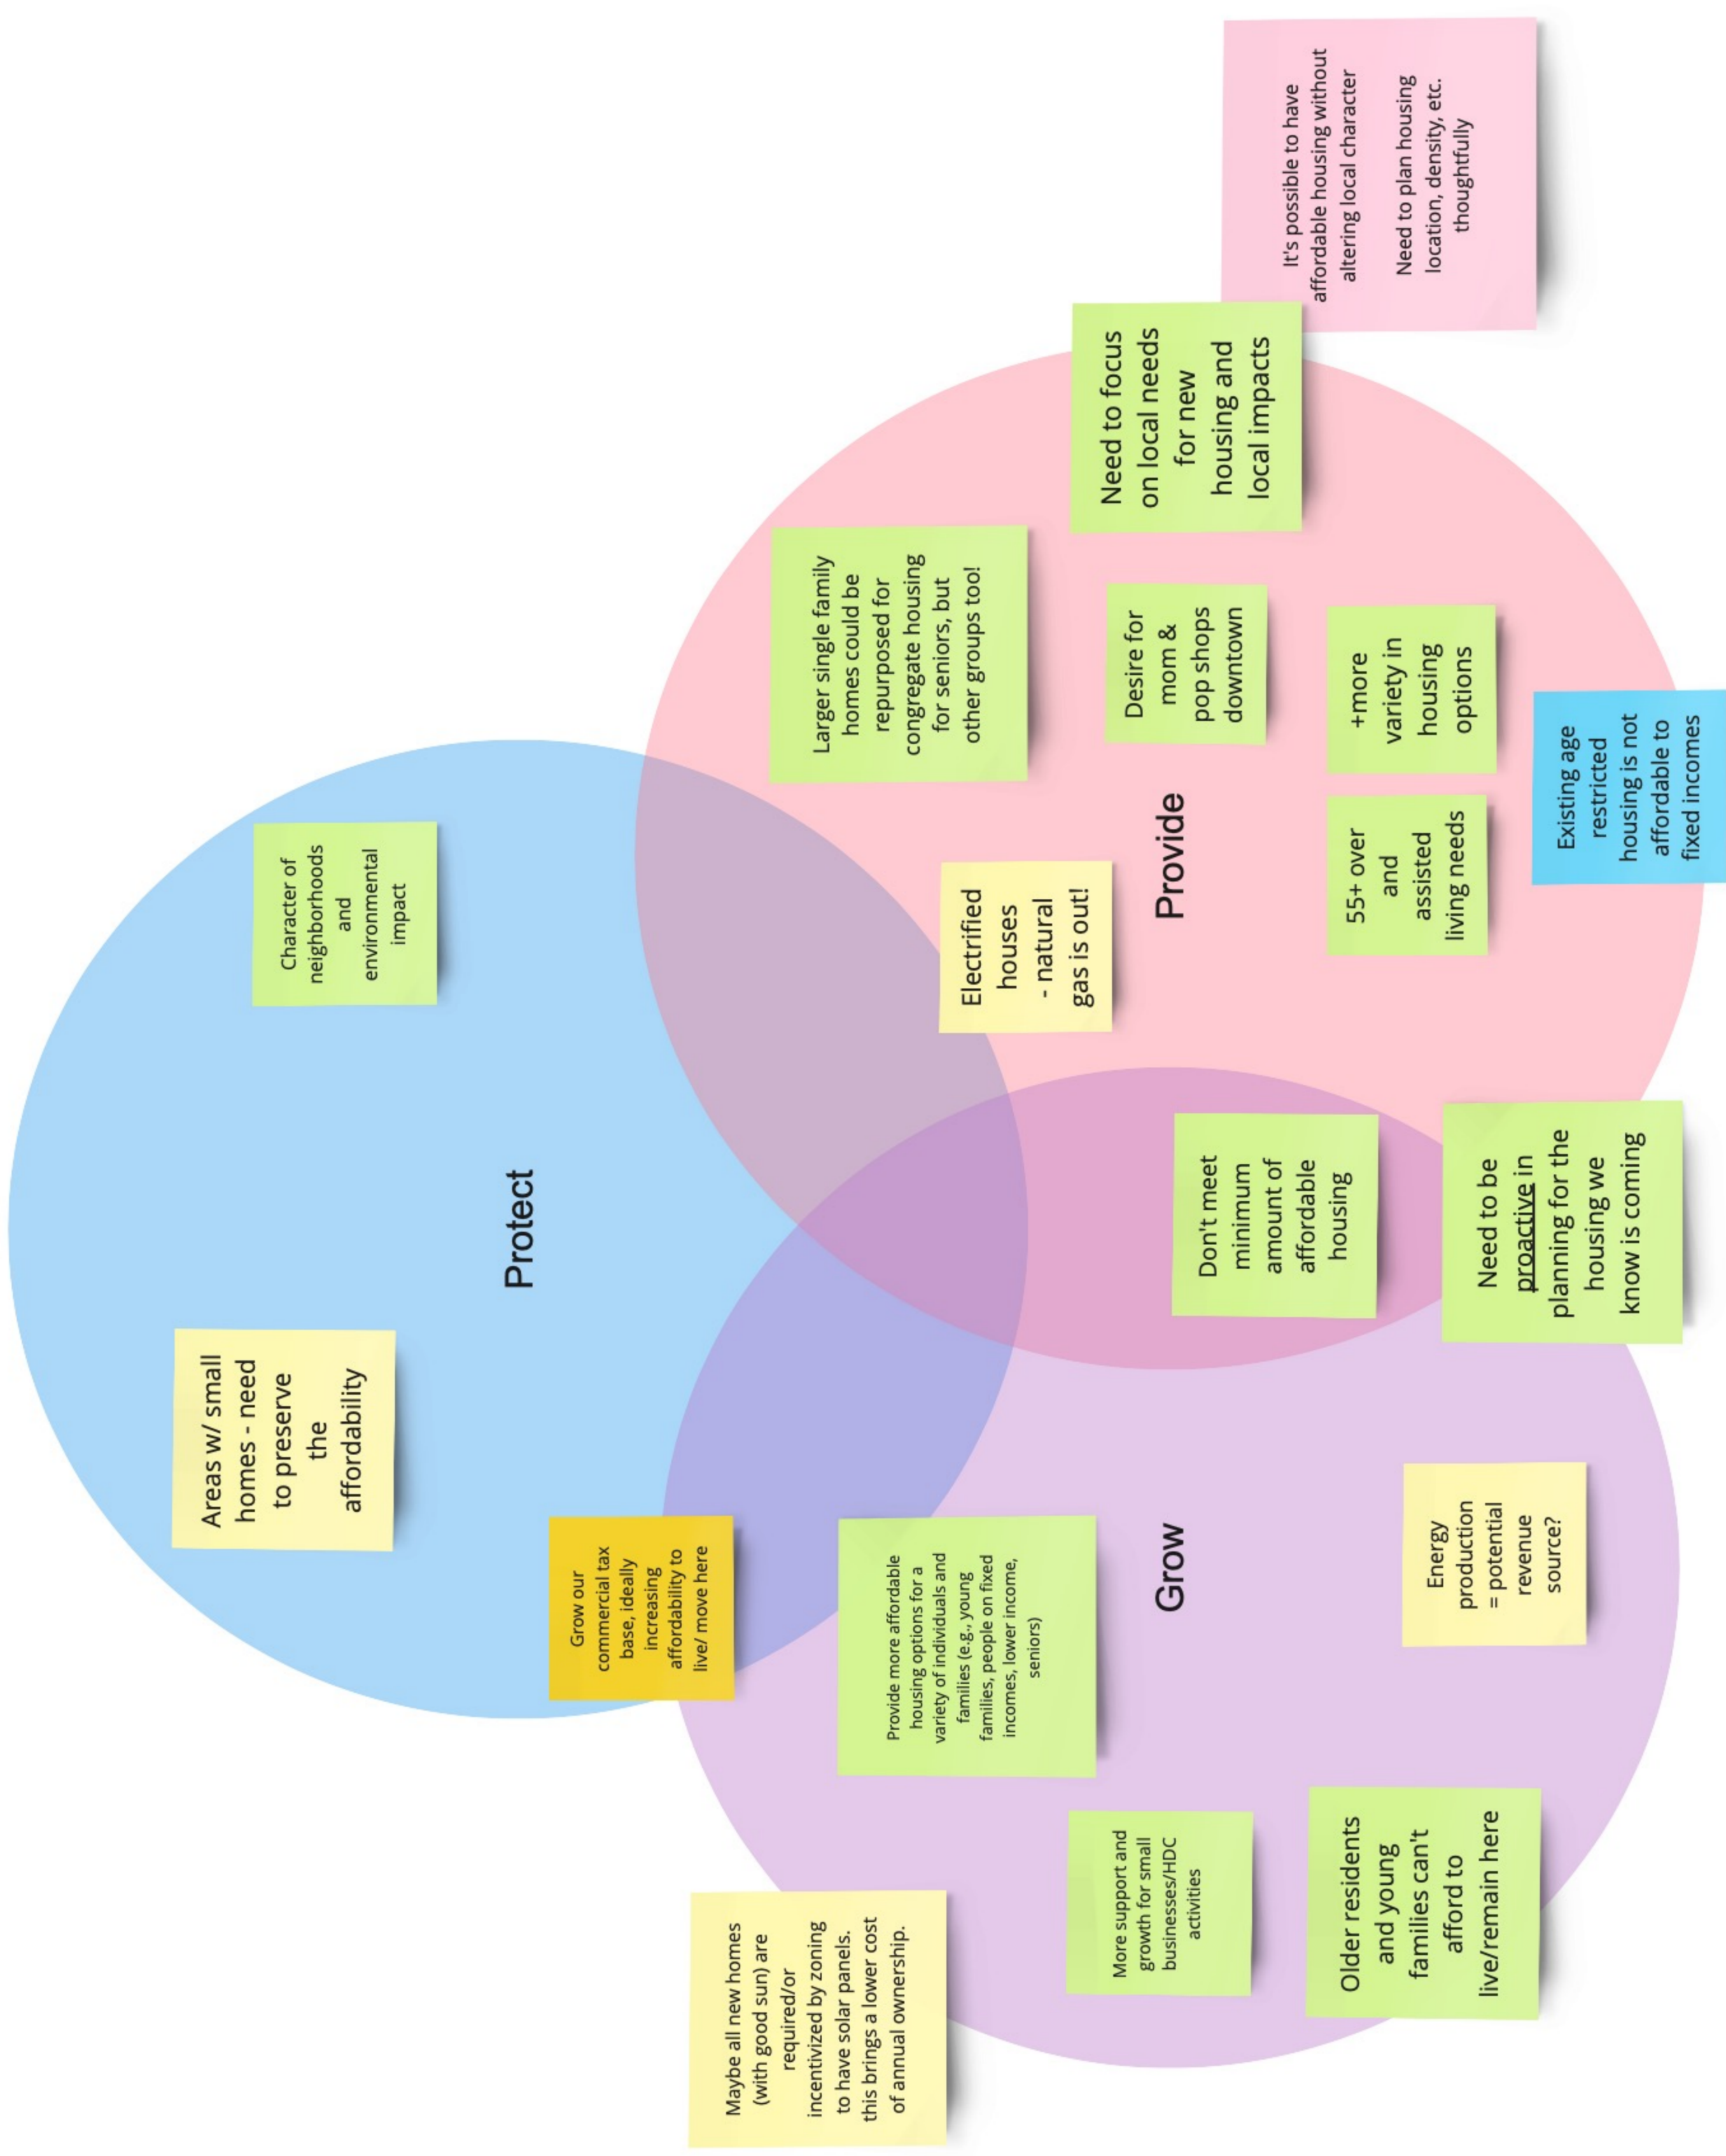 Areas w/ small
homes - need
to preserve
the
affordability
Character of
neighborhoods
and
environmental
impact
Protect
Grow our
commercial tax
base, ideally
increasing
affordability to
live/ move here
Maybe all new homes
(with good sun) are
required/or
incentivized by zoning
to have solar panels.
this brings a lower cost
of annual ownership.
Provide more affordable
housing options for a
variety of individuals and
families (e.g., young
families, people on fixed
incomes, lower income,
seniors)
Larger single family
homes could be
repurposed for
congregate housing
for seniors, but
other groups too!
Electrified
houses
- natural
gas is out!
More support and
growth for small
businesses/HDC
activities
Grow
Provide
Desire for
mom &
pop shops
downtown
Need to focus
on local needs
for new
housing and
local impacts
It's possible to have
affordable housing without
altering local character
Need to plan housing
location, density, etc.
thoughtfully
Don't meet
minimum
amount of
affordable
housing
Older residents
and young
families can't
afford to
live/remain here
Energy
production
= potential
revenue
source?
55+ over
and
assisted
living needs
+more
variety in
housing
options
Need to be
proactive in
planning for the
housing we
know is coming
Existing age
restricted
housing is not
affordable to
fixed incomes